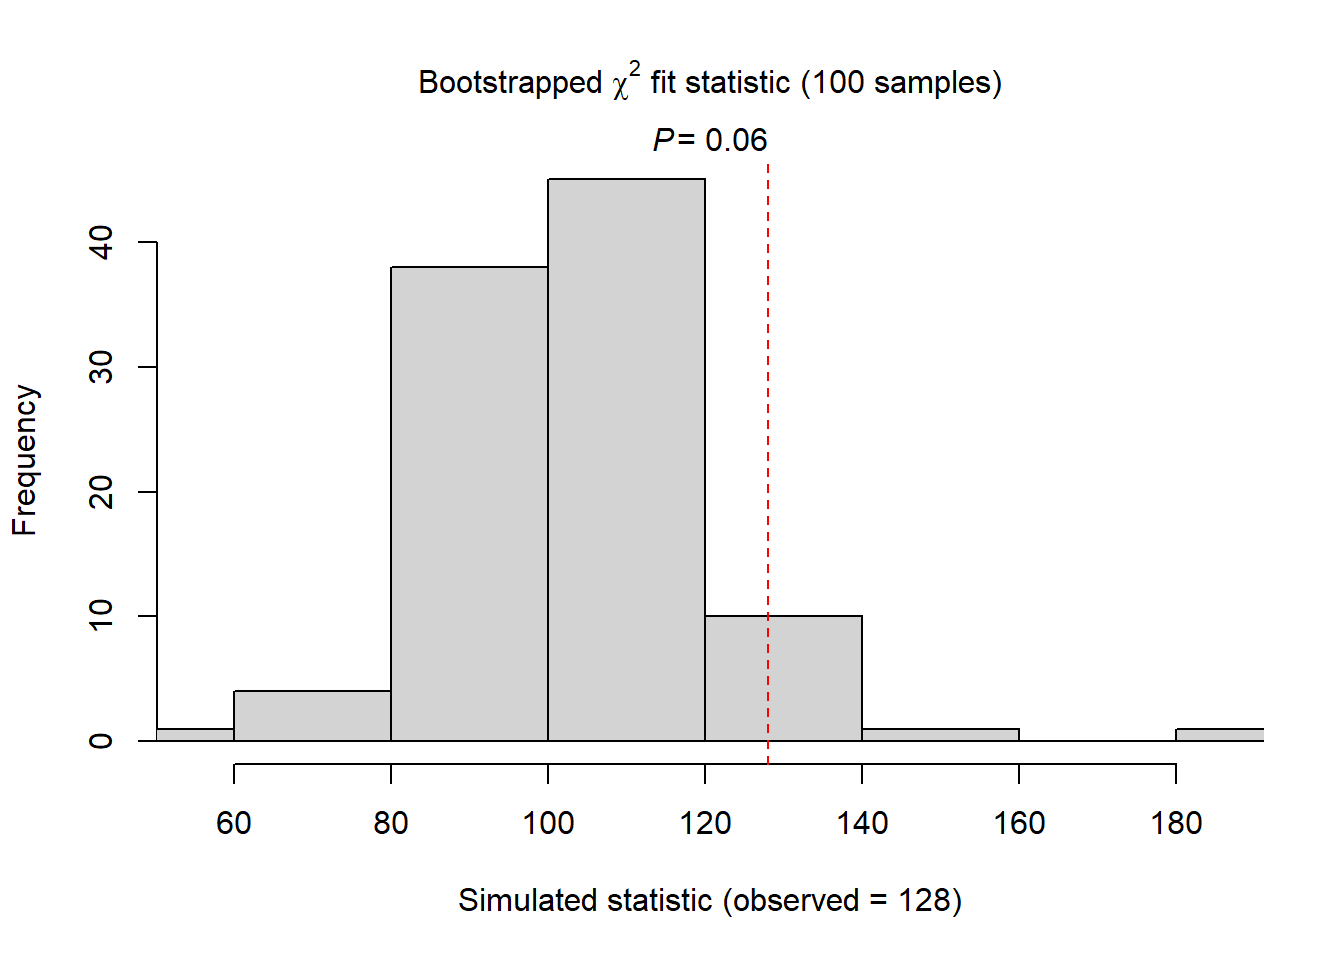 Bootstrapped χ² fit statistic (100 samples)
P = 0.06
40
30
20
10
0
Frequency
60 80 100 120 140 160 180
Simulated statistic (observed = 128)